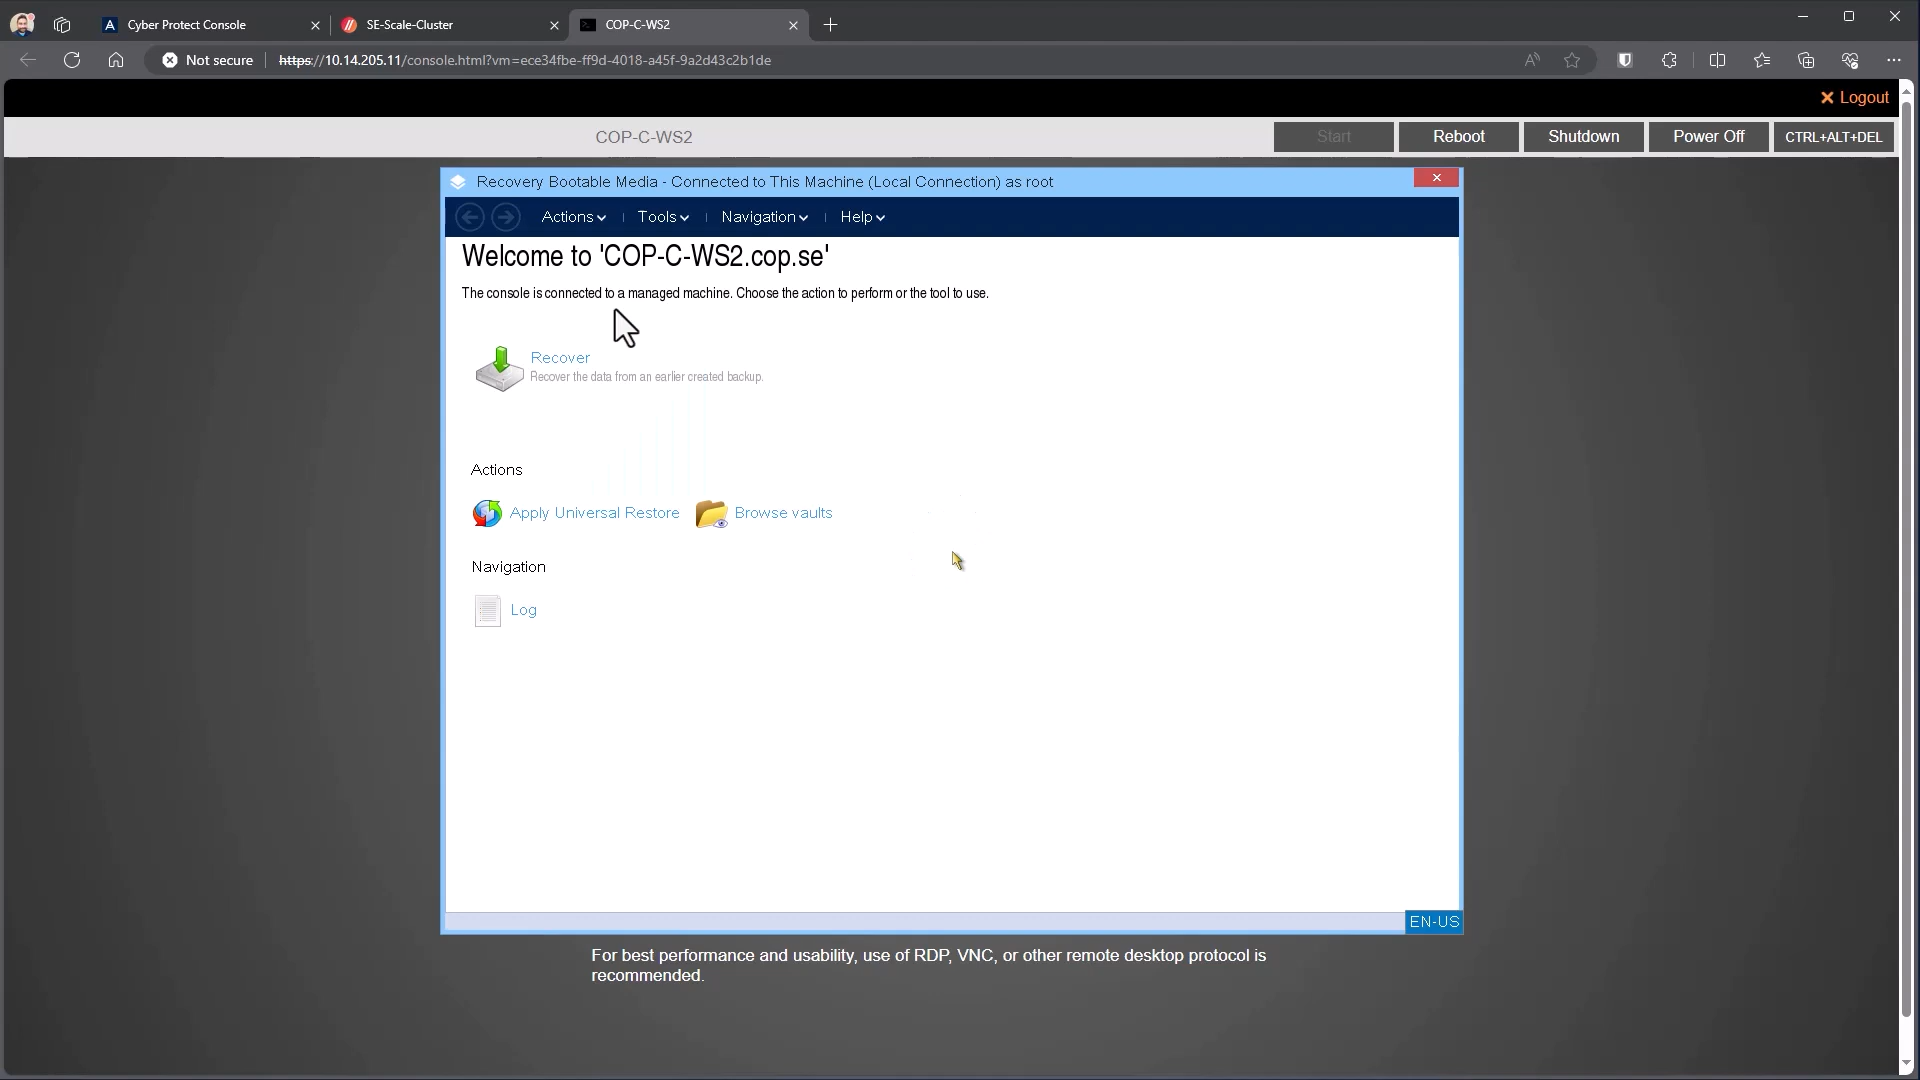 Cyber Protect Console
SE-Scale-Cluster
COP-C-WS2
Not secure
https://10.14.205.11/console.html?vm=ece34fbe-ff9d-4018-a45f-9a2d43c2b1de
Logout
COP-C-WS2
Start
Reboot
Shutdown
Power Off
CTRL+ALT+DEL
Recovery Bootable Media - Connected to This Machine (Local Connection) as root
Actions
Tools
Navigation
Help
Welcome to 'COP-C-WS2.cop.se'
The console is connected to a managed machine. Choose the action to perform or the tool to use.
Recover
Recover the data from an earlier created backup.
Actions
Apply Universal Restore
Browse vaults
Navigation
Log
EN-US
For best performance and usability, use of RDP, VNC, or other remote desktop protocol is
recommended.